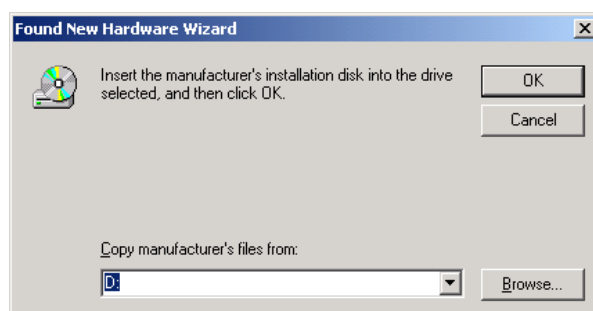 Found New Hardware Wizard
Insert the manufacturer's installation disk into the drive
selected, and then click OK.
OK
Cancel
Copy manufacturer's files from:
D:
Browse...